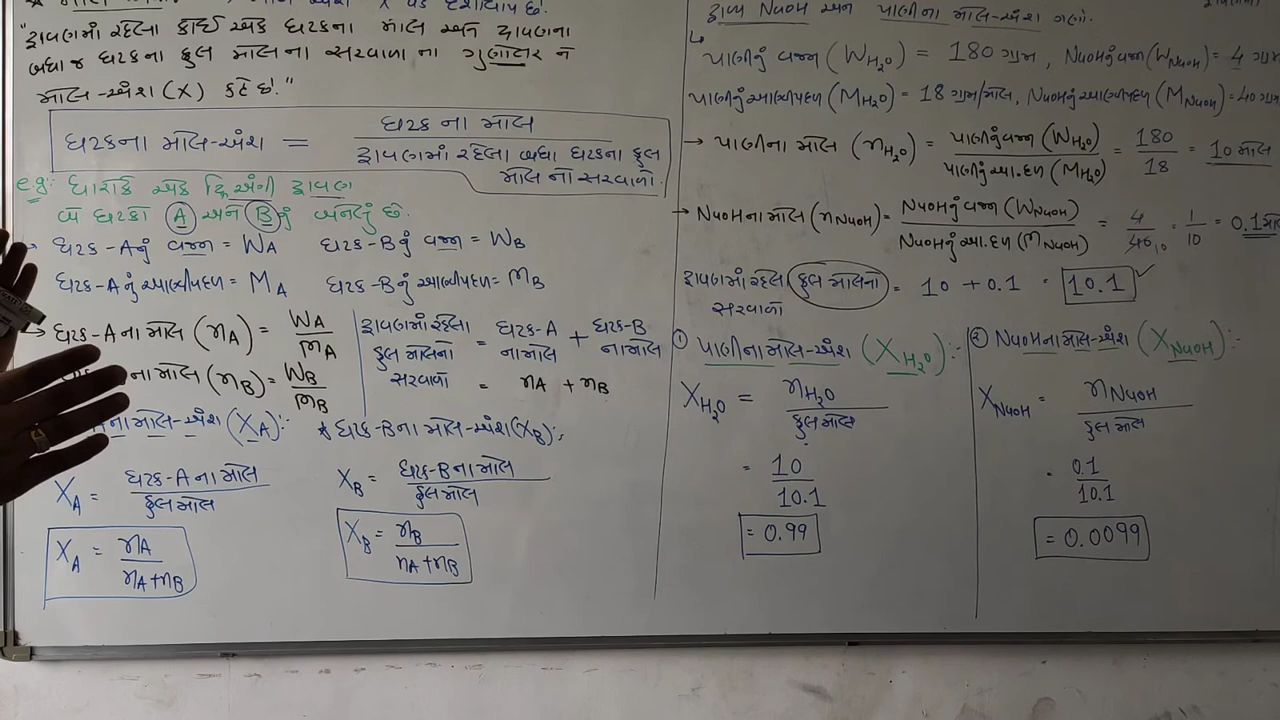 "દ્રાવણમાં રહેલા કોઈ એક ઘટકના મોલ અને દ્રાવણના
બધા જ ઘટકના કુલ મોલ ના સરવાળા ના ગુણોત્તર ને
મોલ-અંશ (X) કહે છે."
ઘટકના મોલ-અંશ = ઘટક ના મોલ / દ્રાવણમાં રહેલા બધા ઘટકના કુલ
મોલ નો સરવાળો.
e.g: ધારોકે એક દ્વિઅંગી દ્રાવણ
બે ઘટકો A અને B નું બનેલું છે.
→ ઘટક-A નું વજન = WA ઘટક-B નું વજન = WB
ઘટક-A નું આણ્વીયદળ = MA ઘટક-B નું આણ્વીયદળ = MB
→ ઘટક-A ના મોલ (nA) = WA / MA
ના મોલ (nB) = WB / MB
દ્રાવણમાં રહેલા
કુલ મોલનો
સરવાળો
= ઘટક-A ના મોલ + ઘટક-B ના મોલ
= nA + nB
ના મોલ-અંશ (XA):
* ઘટક-B ના મોલ-અંશ (XB):
XA = ઘટક-A ના મોલ / કુલ મોલ
XB = ઘટક-B ના મોલ / કુલ મોલ
XA = nA / nA+nB
XB = nB / nA+nB
NaOH અને પાણીના મોલ-અંશ ગણો.
પાણીનું વજન (WH2O) = 180 ગ્રામ, NaOH નું વજન (WNaOH) = 4 ગ્રામ
પાણીનું આણ્વીયદળ (MH2O) = 18 ગ્રામ/મોલ, NaOH નું આણ્વીયદળ (MNaOH) = 40
→ પાણીના મોલ (nH2O) = પાણીનું વજન (WH2O) / પાણીનું આ.દળ (MH2O) = 180 / 18 = 10 મોલ
→ NaOH ના મોલ (nNaOH) = NaOH નું વજન (WNaOH) / NaOH નું આ.દળ (MNaOH) = 4 / 40 10 = 1 / 10 = 0.1 મોલ
દ્રાવણમાં રહેલા કુલ મોલનો = 10 + 0.1 = 10.1 ✓
સરવાળો
① પાણીના મોલ-અંશ (XH2O):-
XH2O = nH2O / કુલ મોલ
= 10 / 10.1
= 0.99
② NaOH ના મોલ-અંશ (XNaOH):
XNaOH = nNaOH / કુલ મોલ
= 0.1 / 10.1
= 0.0099